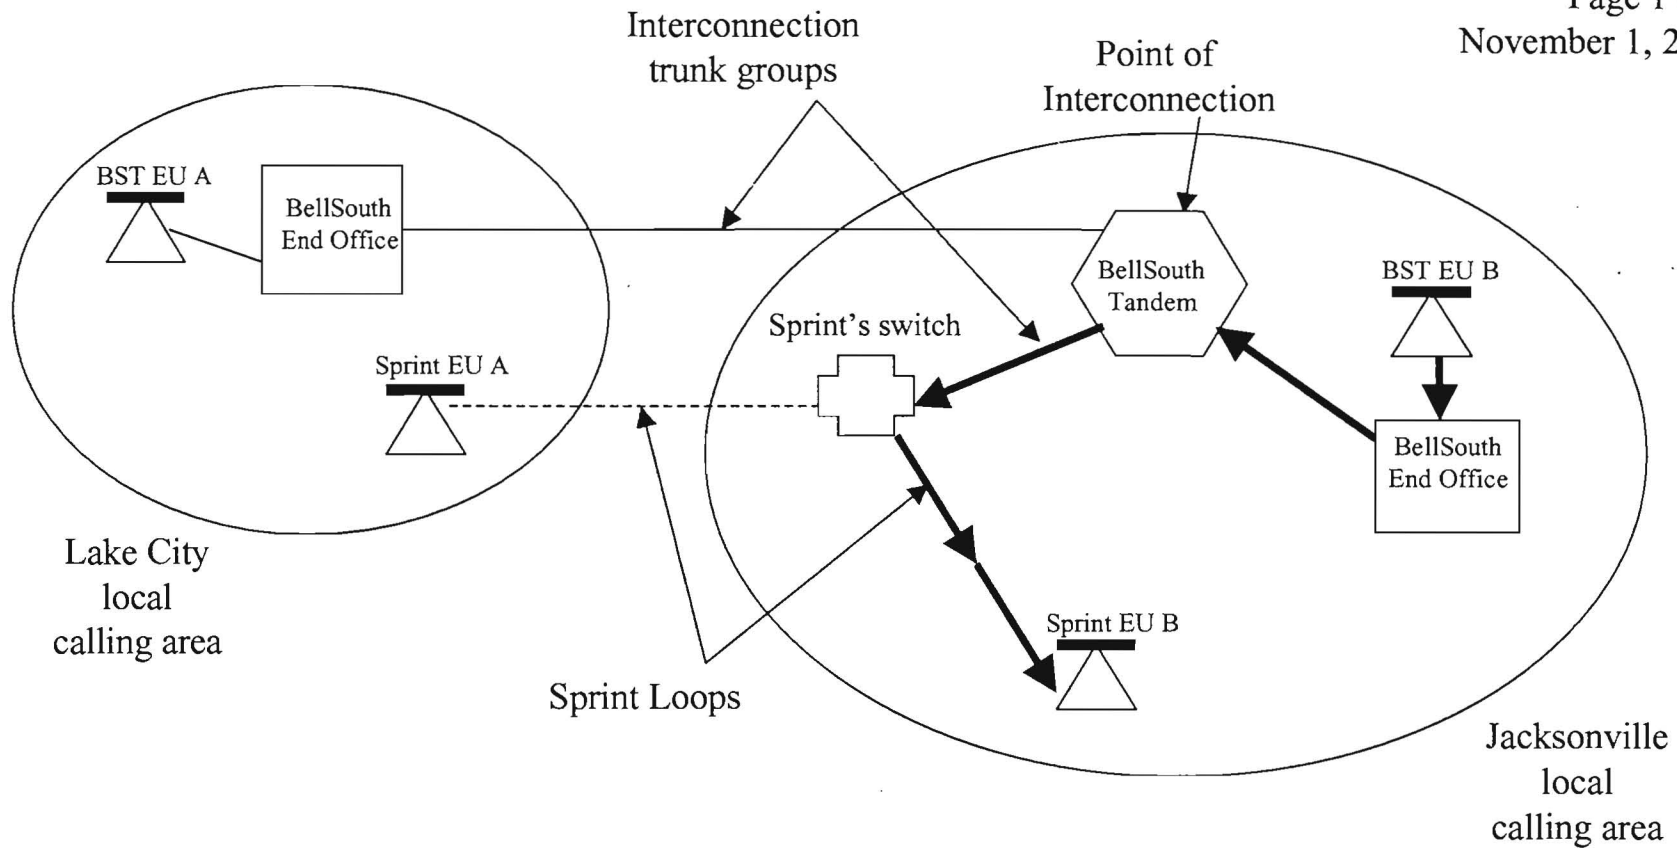 Page 1
November 1, 2
Interconnection
trunk groups
Point of
Interconnection
BST EU A
BellSouth
End Office
BellSouth
Tandem
BST EU B
Sprint's switch
Sprint EU A
BellSouth
End Office
Lake City
local
calling area
Sprint EU B
Sprint Loops
Jacksonville
local
calling area